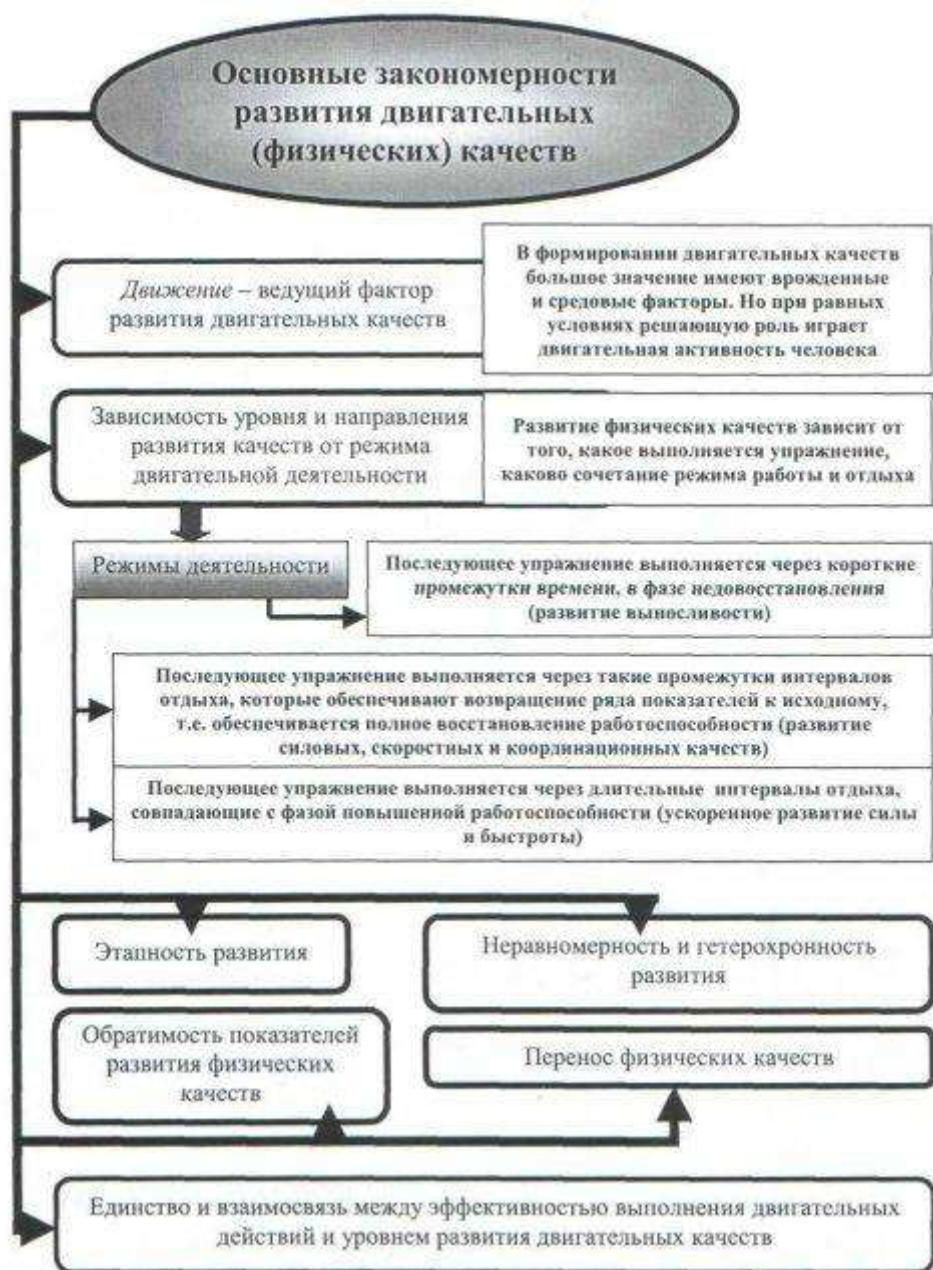 Основные закономерности
развития двигательных
(физических) качеств
Движение – ведущий фактор
развития двигательных качеств
В формировании двигательных качеств
большое значение имеют врожденные
и средовые факторы. Но при равных
условиях решающую роль играет
двигательная активность человека
Зависимость уровня и направления
развития качеств от режима
двигательной деятельности
Развитие физических качеств зависит от
того, какое выполняется упражнение,
каково сочетание режима работы и отдыха
Режимы деятельности
Последующее упражнение выполняется через короткие
промежутки времени, в фазе недовосстановления
(развитие выносливости)
Последующее упражнение выполняется через такие промежутки интервалов
отдыха, которые обеспечивают возвращение ряда показателей к исходному,
т.е. обеспечивается полное восстановление работоспособности (развитие
силовых, скоростных и координационных качеств)
Последующее упражнение выполняется через длительные интервалы отдыха,
совпадающие с фазой повышенной работоспособности (ускоренное развитие силы
и быстроты)
Этапность развития
Неравномерность и гетерохронность
развития
Обратимость показателей
развития физических
качеств
Перенос физических качеств
Единство и взаимосвязь между эффективностью выполнения двигательных
действий и уровнем развития двигательных качеств